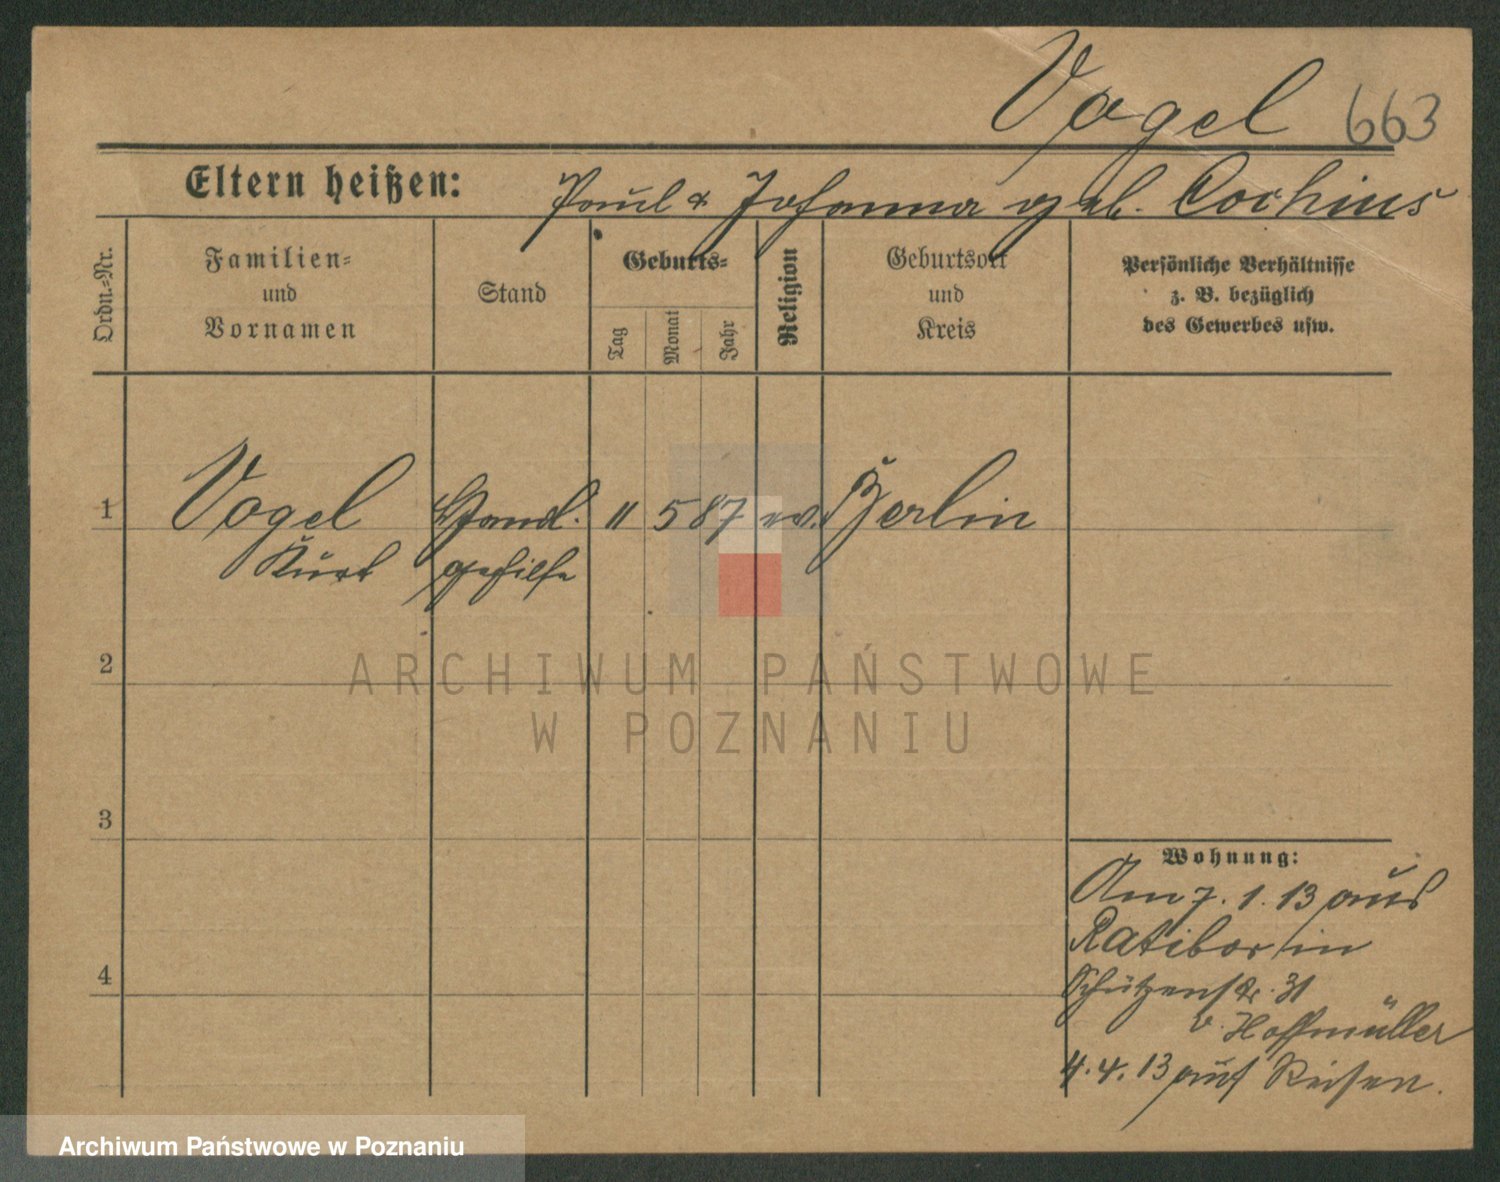 Vogel 663
Eltern heißen: Paul & Johanna geb. Cochius
Ordn.-Nr.
Familien-
und
Vornamen
Stand
Geburts-
Tag
Monat
Jahr
Religion
Geburtsort
und
Kreis
Persönliche Verhältnisse
z. B. bezüglich
des Gewerbes usw.
1 Vogel Handl. 11 5 87 ev. Berlin
Kurt gehilfe
2
3
4
Wohnung:
Am 7. 1. 13 aus
Ratibor in
Schützenstr. 31
b. Hoffmüller
4. 4. 13 auf Reisen.
ARCHIWUM PAŃSTWOWE
W POZNANIU
Archiwum Państwowe w Poznaniu